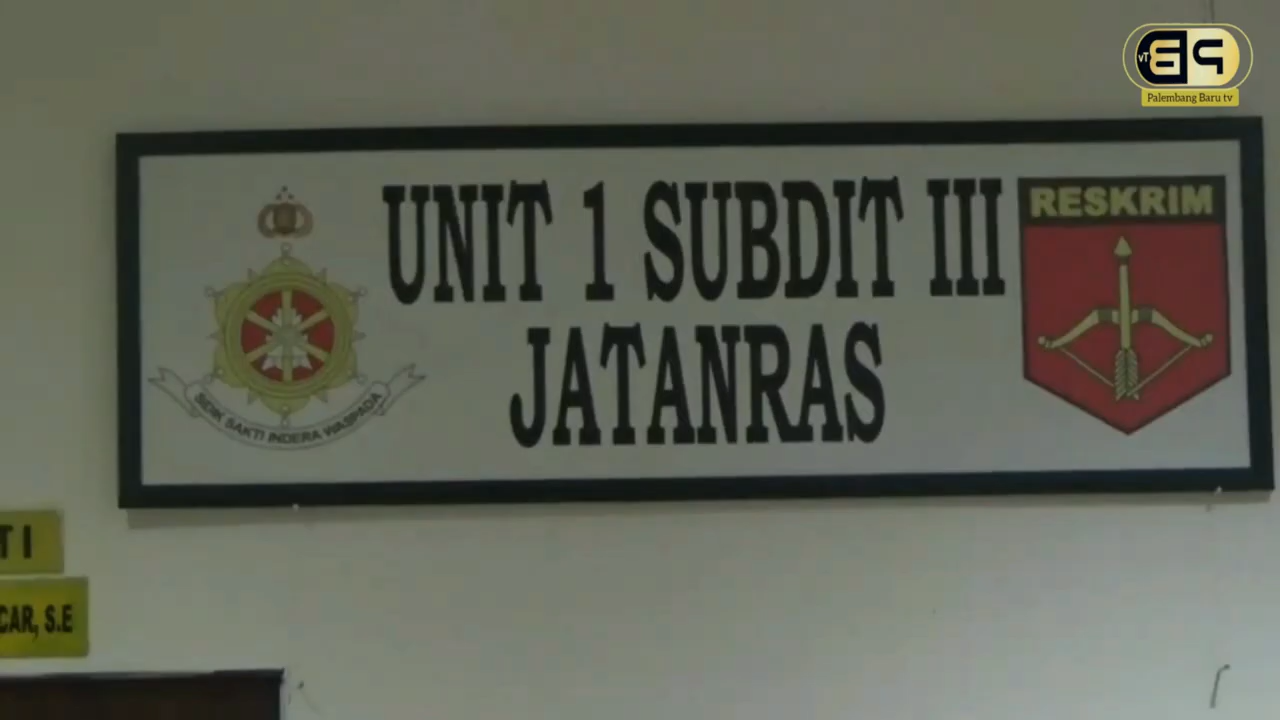 Palembang Baru tv
UNIT 1 SUBDIT III
JATANRAS
RESKRIM
SIDIK SAKTI INDERA WASPADA
T I
CAR, S.E